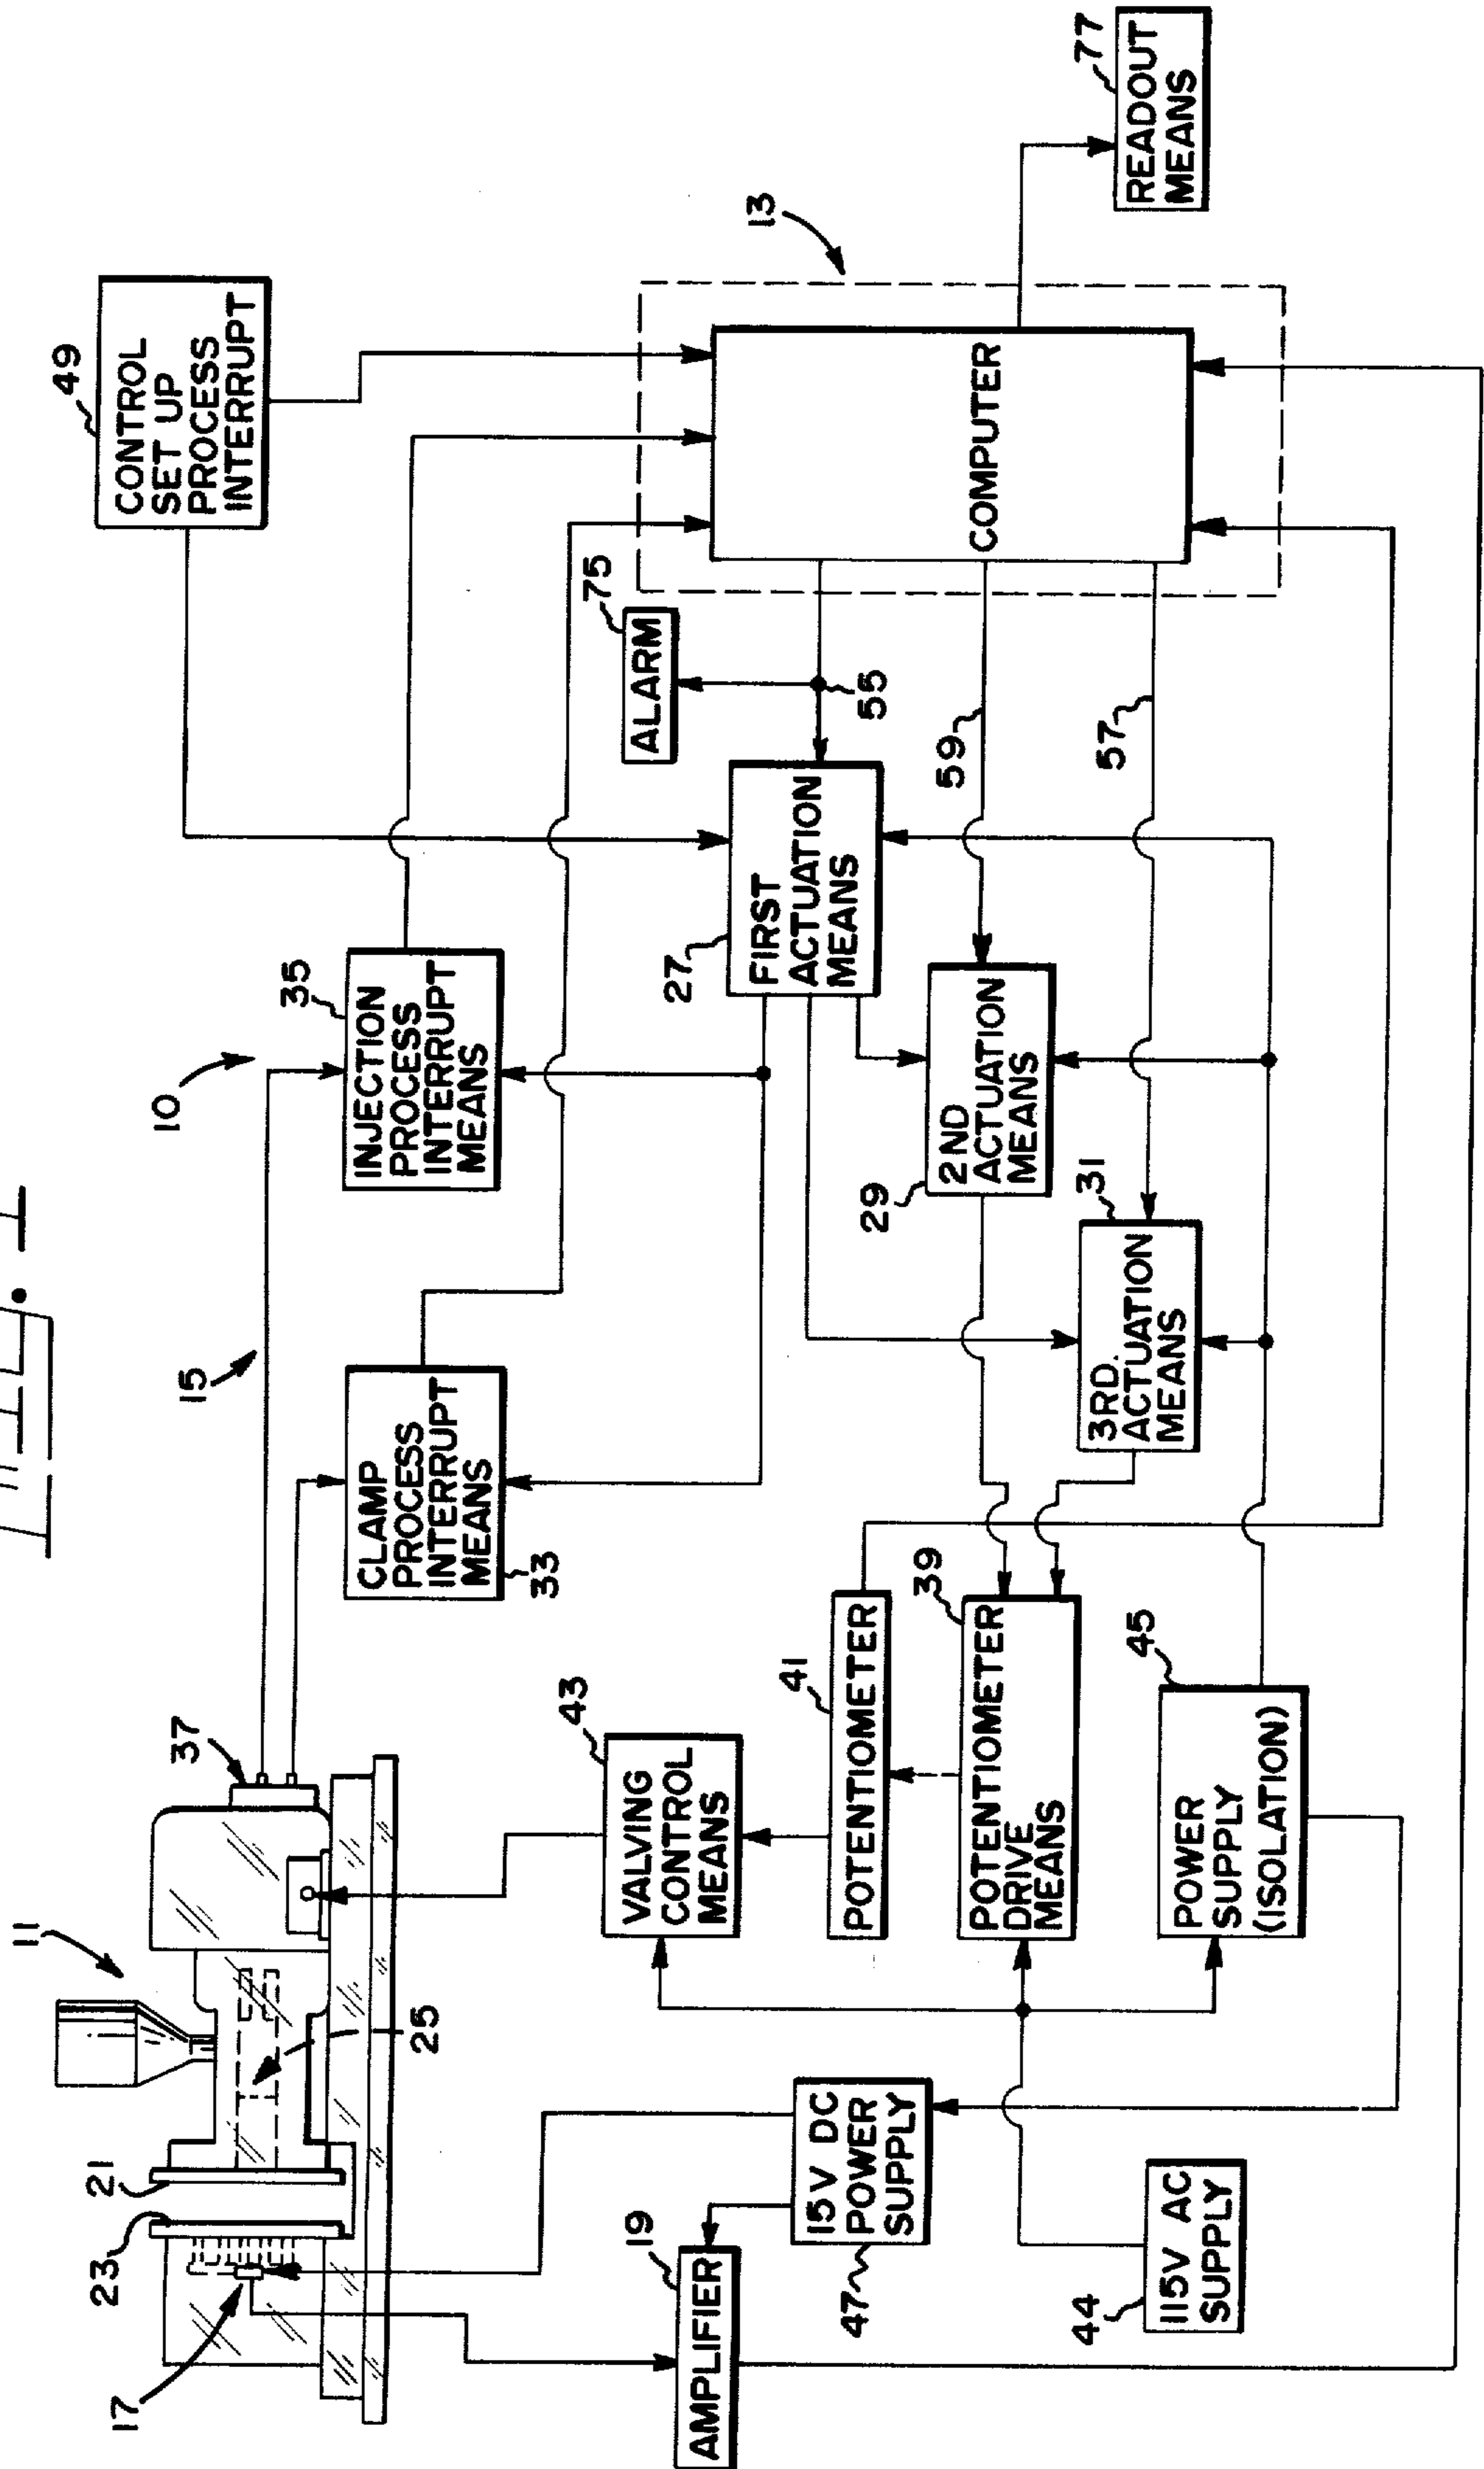 10
15
11
21
23
17
25
37
49
CONTROL
SET UP
PROCESS
INTERRUPT
35
INJECTION
PROCESS
INTERRUPT
MEANS
CLAMP
PROCESS
INTERRUPT
MEANS
33
13
COMPUTER
77
READOUT
MEANS
75
ALARM
55
59
57
27
FIRST
ACTUATION
MEANS
29
2ND
ACTUATION
MEANS
31
3RD.
ACTUATION
MEANS
43
VALVING
CONTROL
MEANS
41
POTENTIOMETER
39
POTENTIOMETER
DRIVE
MEANS
45
POWER
SUPPLY
(ISOLATION)
19
AMPLIFIER
47
15V DC
POWER
SUPPLY
44
115V AC
SUPPLY